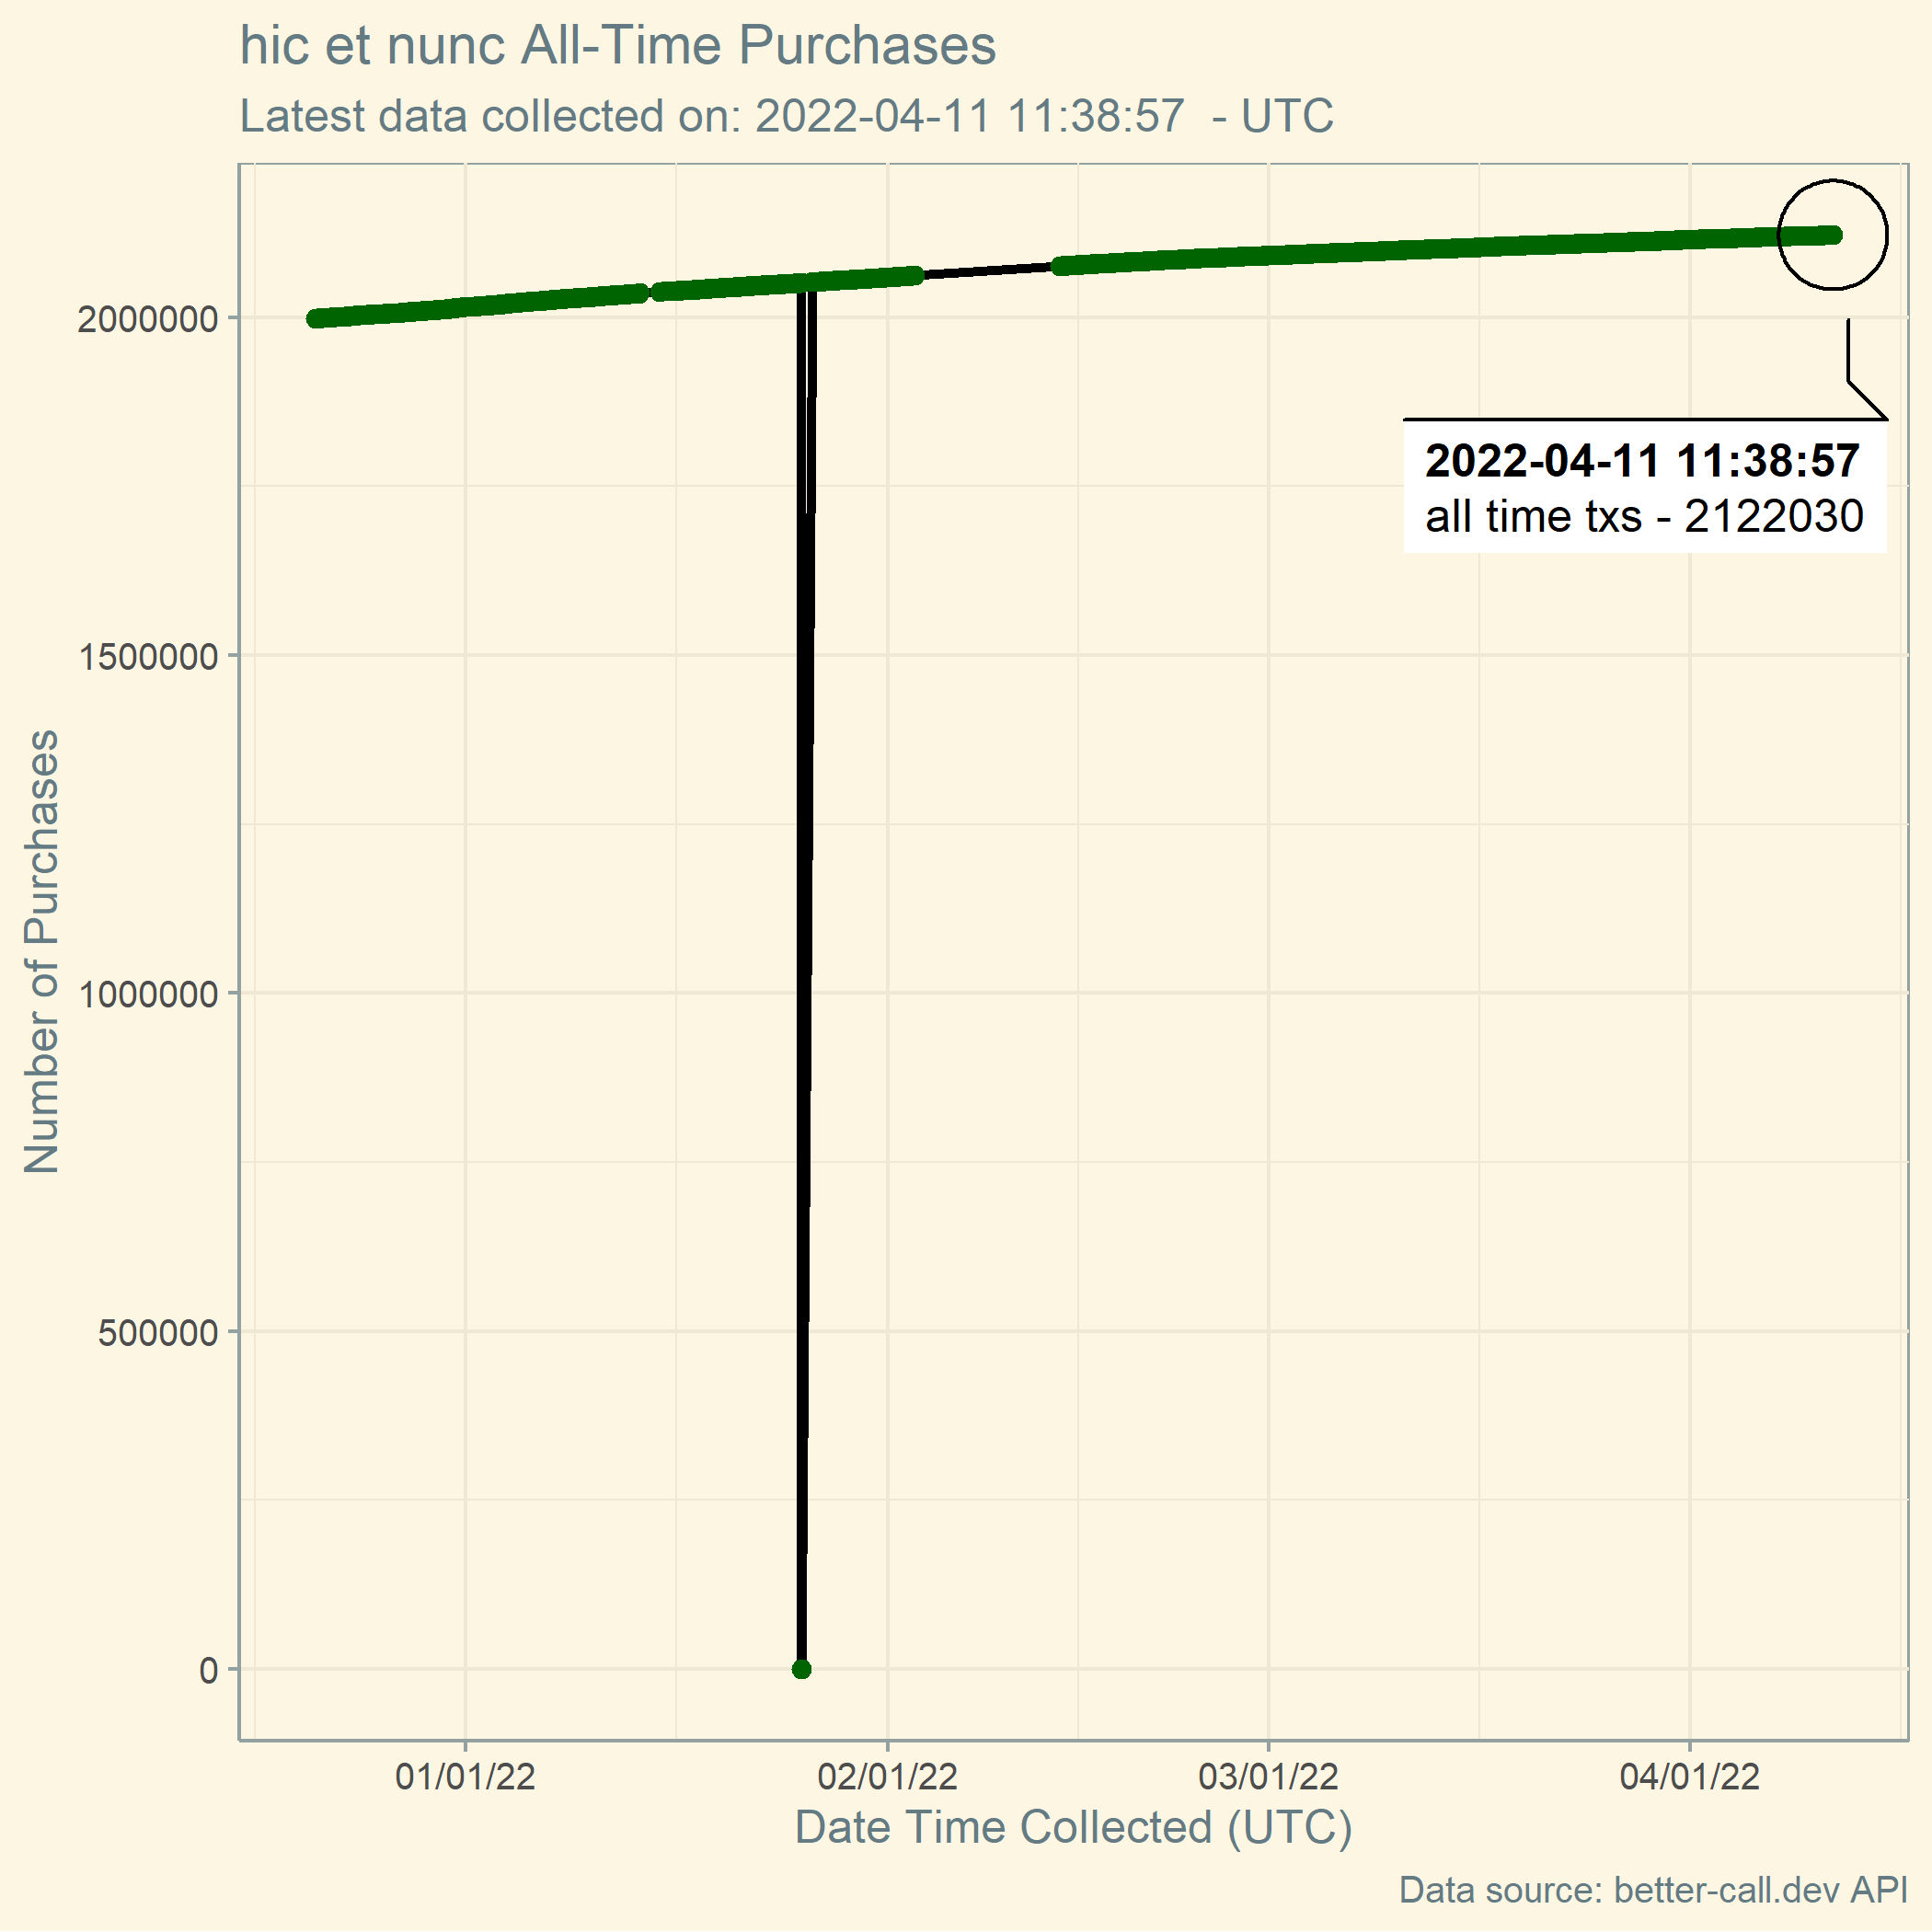 hic et nunc All-Time Purchases
Latest data collected on: 2022-04-11 11:38:57  - UTC
2000000
1500000
1000000
500000
0
Number of Purchases
2022-04-11 11:38:57
all time txs - 2122030
01/01/22
02/01/22
03/01/22
04/01/22
Date Time Collected (UTC)
Data source: better-call.dev API